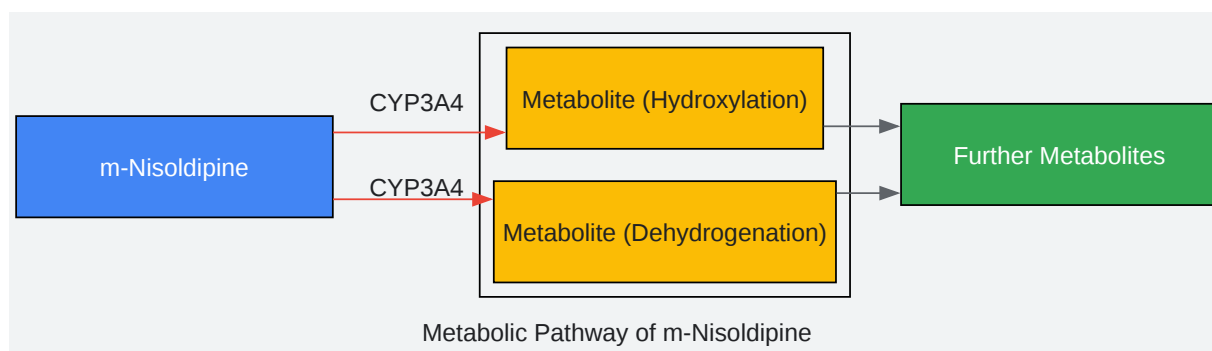 m-Nisoldipine
CYP3A4
CYP3A4
Metabolite (Hydroxylation)
Metabolite (Dehydrogenation)
Further Metabolites
Metabolic Pathway of m-Nisoldipine